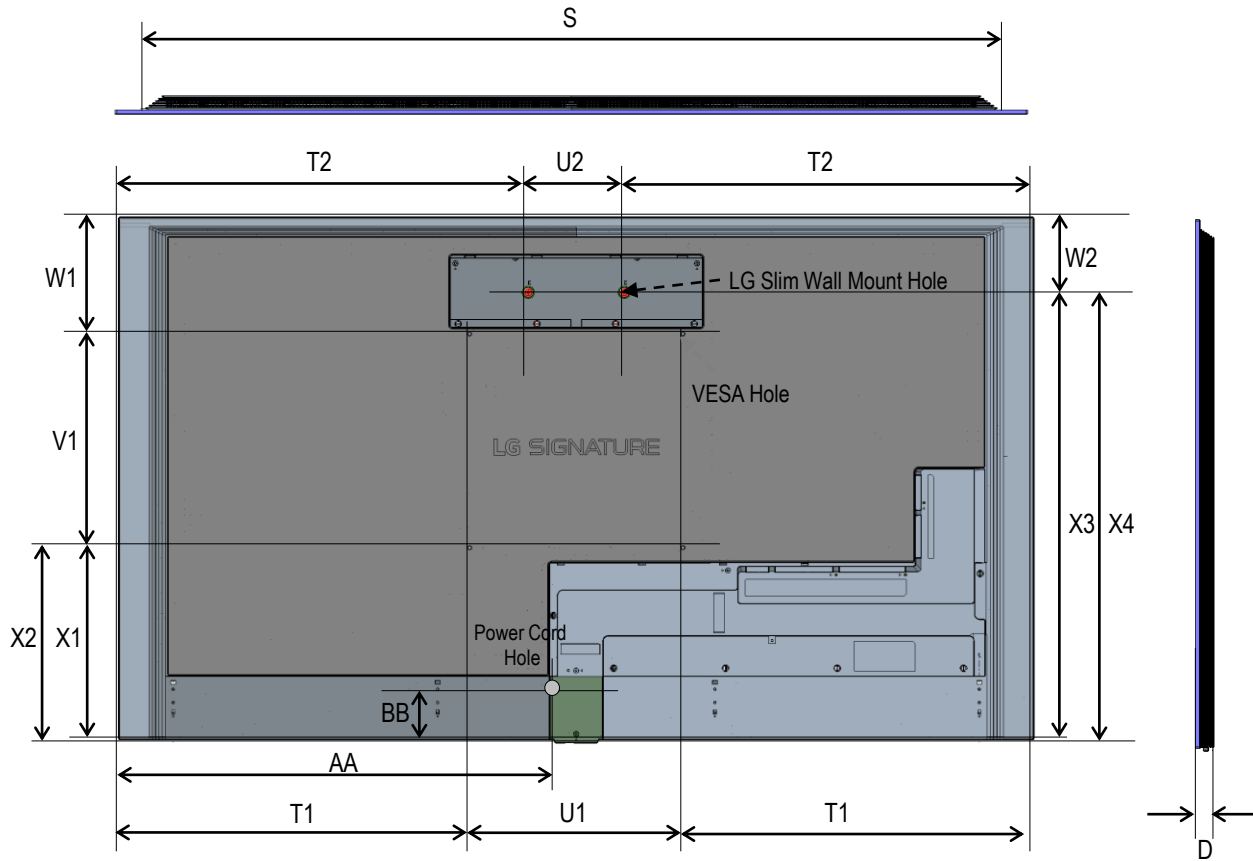 S
T2
U2
T2
W1
W2
LG Slim Wall Mount Hole
VESA Hole
V1
LG SIGNATURE
X3
X4
X2
X1
Power Cord
Hole
BB
AA
T1
U1
T1
D